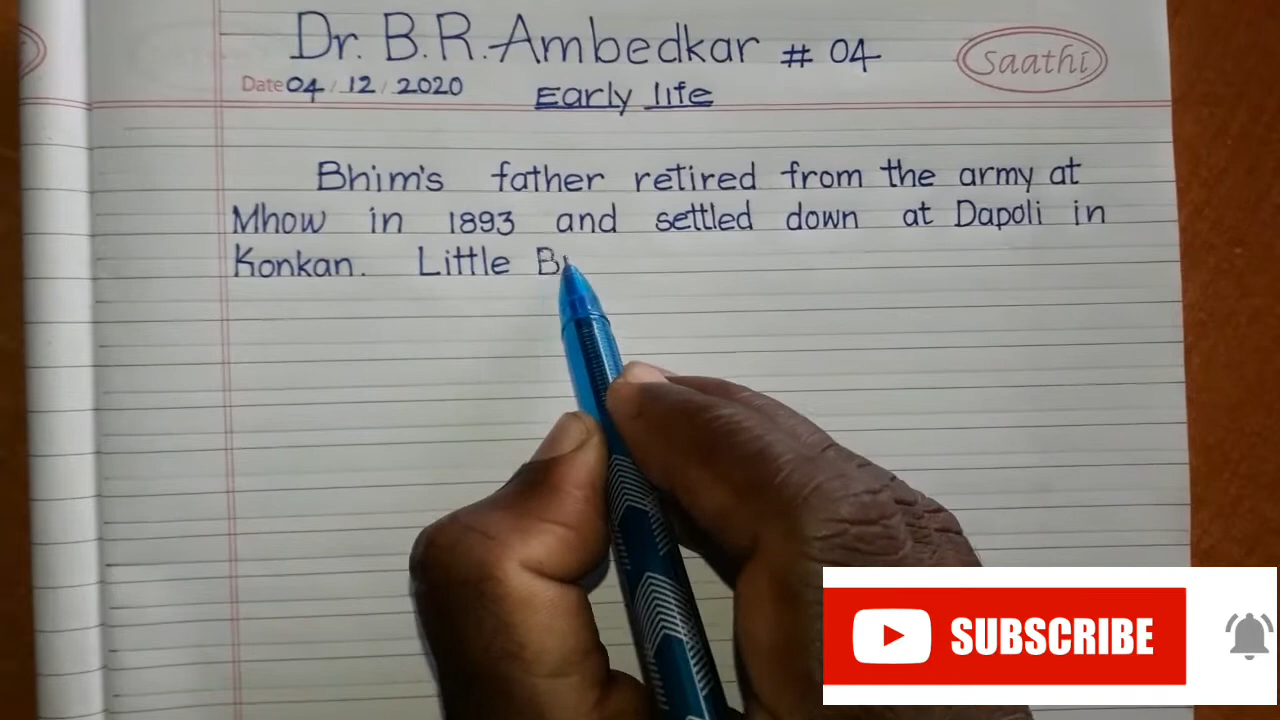 Dr. B.R. Ambedkar # 04
Saathi
Date 04 / 12 / 2020
Early life
Bhim's father retired from the army at
Mhow in 1893 and settled down at Dapoli in
Konkan. Little
SUBSCRIBE